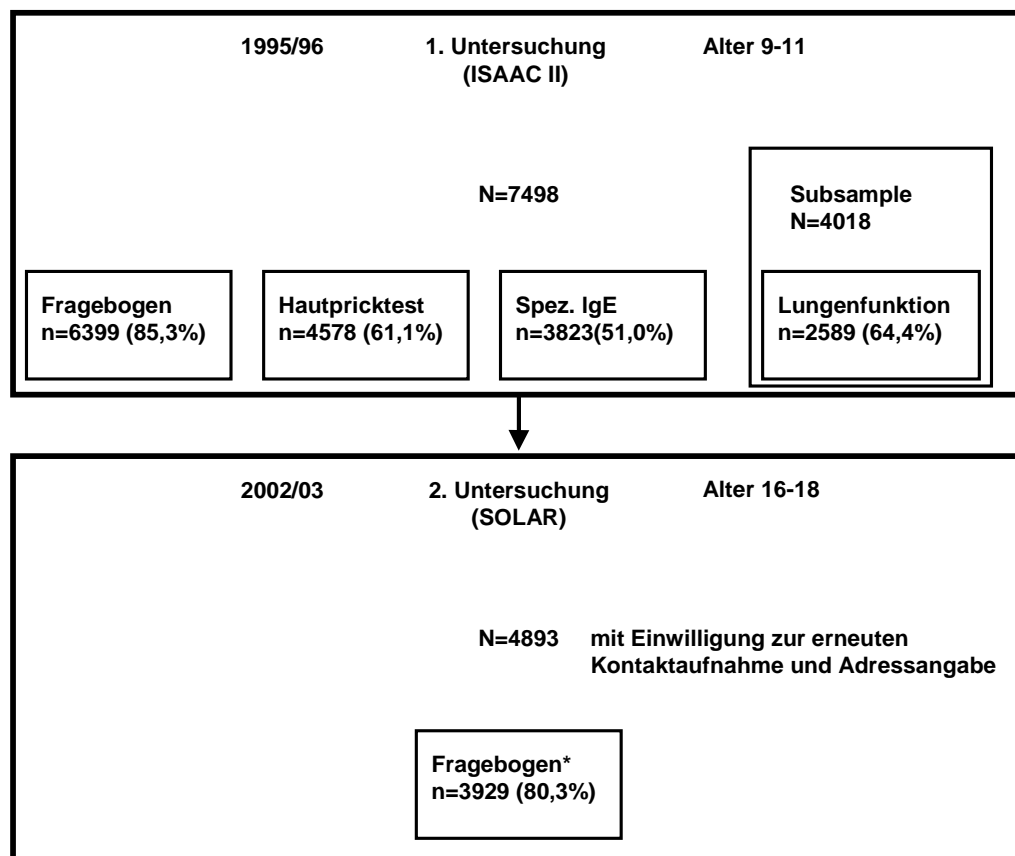 1995/96 1. Untersuchung Alter 9-11
(ISAAC II)
N=7498
Subsample
N=4018
Fragebogen
n=6399 (85,3%)
Hautpricktest
n=4578 (61,1%)
Spez. IgE
n=3823(51,0%)
Lungenfunktion
n=2589 (64,4%)
2002/03 2. Untersuchung Alter 16-18
(SOLAR)
N=4893 mit Einwilligung zur erneuten
Kontaktaufnahme und Adressangabe
Fragebogen*
n=3929 (80,3%)